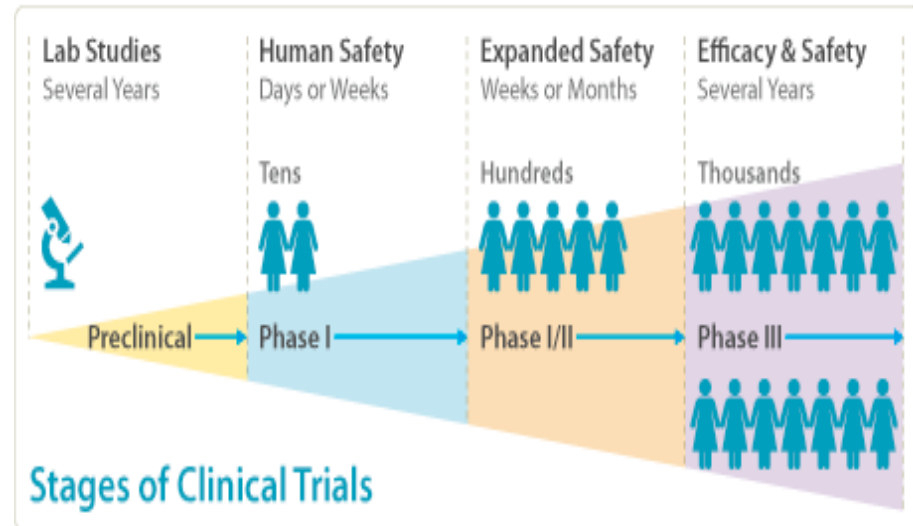 Lab Studies
Several Years
Human Safety
Days or Weeks
Expanded Safety
Weeks or Months
Efficacy & Safety
Several Years
Tens
Hundreds
Thousands
Preclinical
Phase I
Phase I/II
Phase III
Stages of Clinical Trials